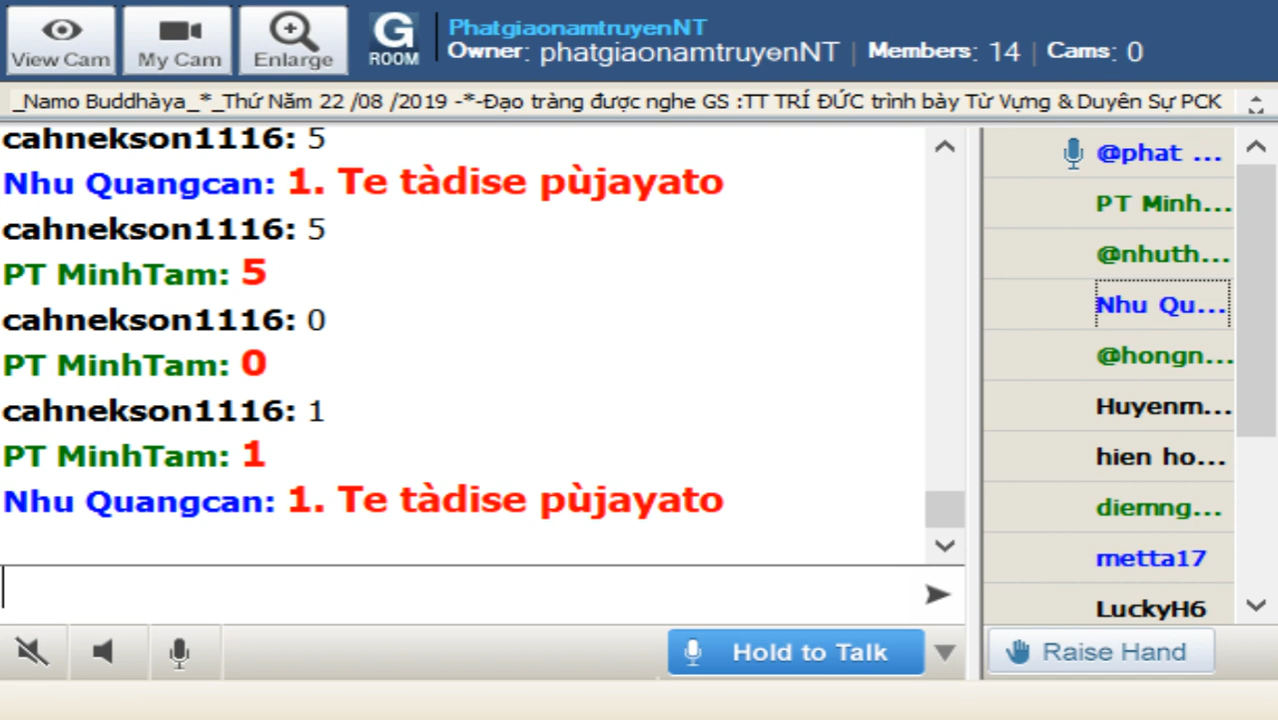 View Cam
My Cam
Enlarge
G
ROOM
PhatgiaonamtruyenNT
Owner: phatgiaonamtruyenNT | Members: 14 | Cams: 0
_Namo Buddhàya_*_Thứ Năm 22 /08 /2019 -*-Đạo tràng được nghe GS :TT TRÍ ĐỨC trình bày Từ Vựng & Duyên Sự PCK
cahnekson1116: 5
Nhu Quangcan: 1. Te tàdise pùjayato
cahnekson1116: 5
PT MinhTam: 5
cahnekson1116: 0
PT MinhTam: 0
cahnekson1116: 1
PT MinhTam: 1
Nhu Quangcan: 1. Te tàdise pùjayato
@phat ...
PT Minh...
@nhuth...
Nhu Qu...
@hongn...
Huyenm...
hien ho...
diemng...
metta17
LuckyH6
Hold to Talk
Raise Hand